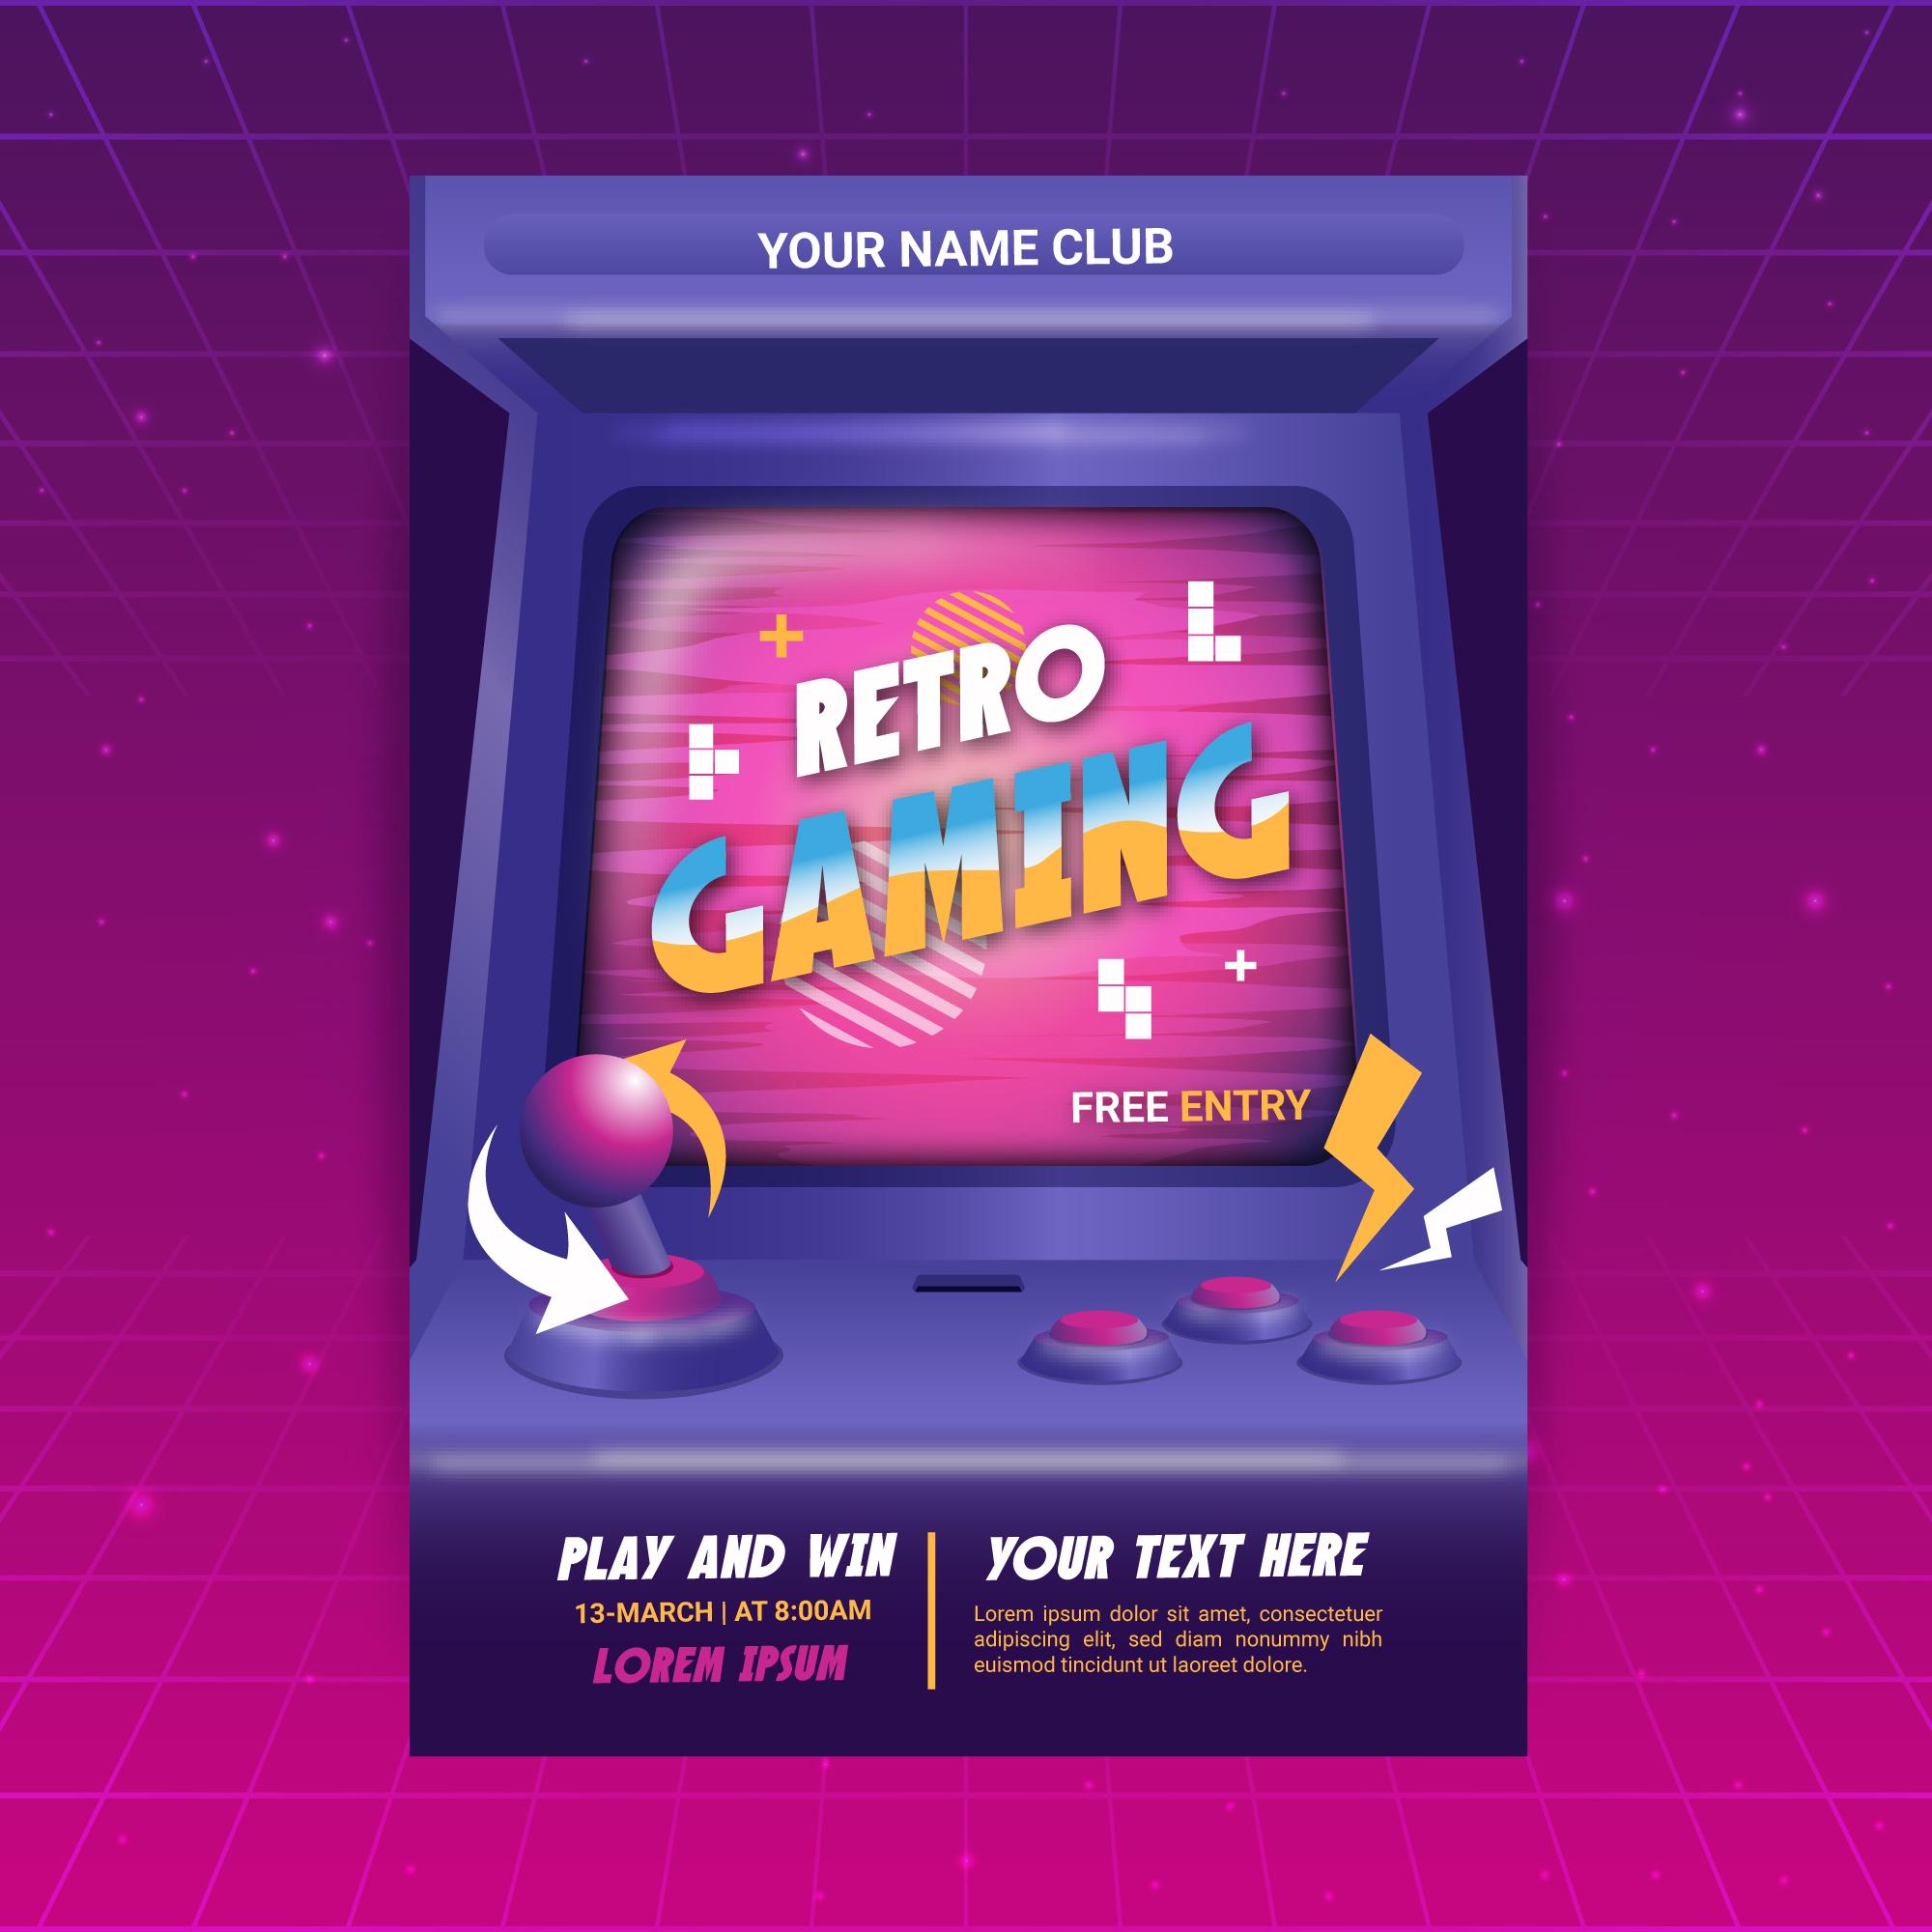 YOUR NAME CLUB
RETRO
GAMING
FREE ENTRY
PLAY AND WIN
13-MARCH | AT 8:00AM
LOREM IPSUM
YOUR TEXT HERE
Lorem ipsum dolor sit amet, consectetuer
adipiscing elit, sed diam nonummy nibh
euismod tincidunt ut laoreet dolore.